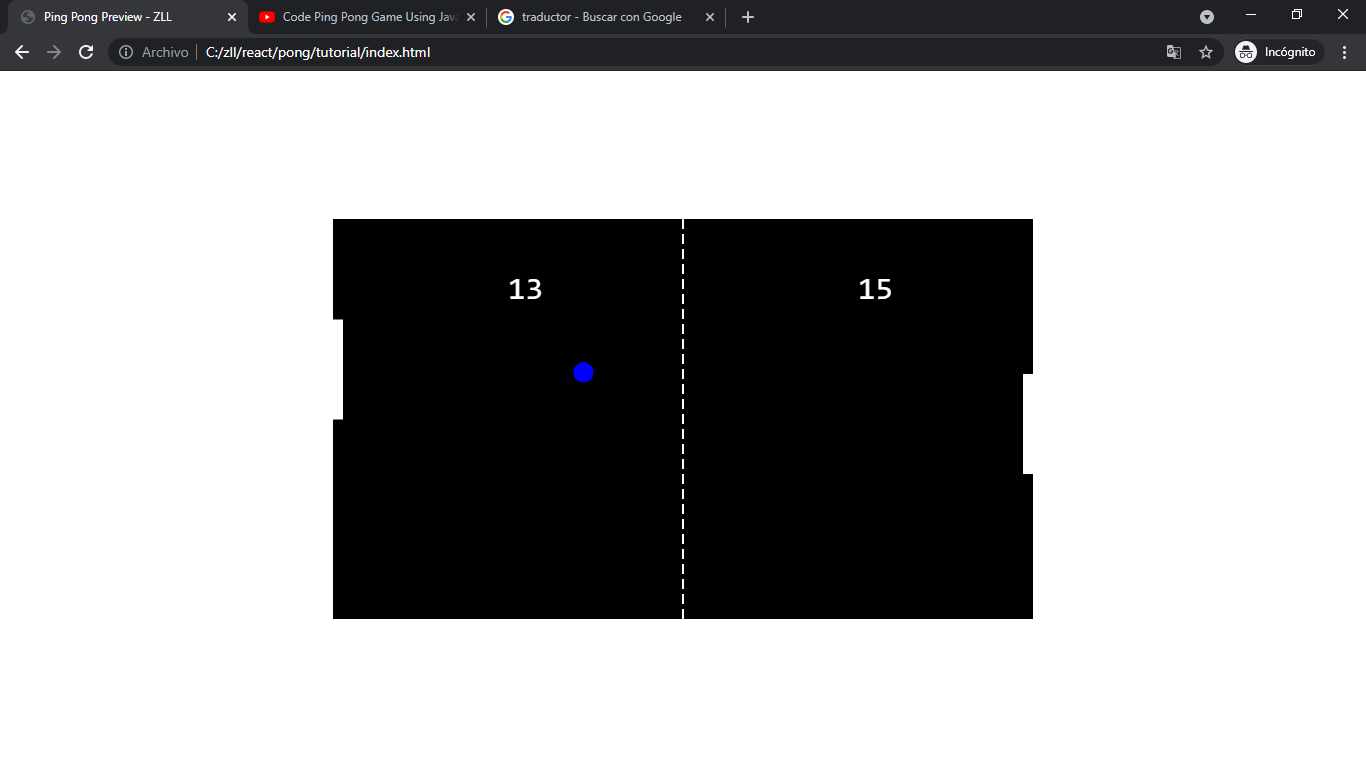 Ping Pong Preview - ZLL
Code Ping Pong Game Using Jav
traductor - Buscar con Google
Archivo
C:/zll/react/pong/tutorial/index.html
Incógnito
13
15